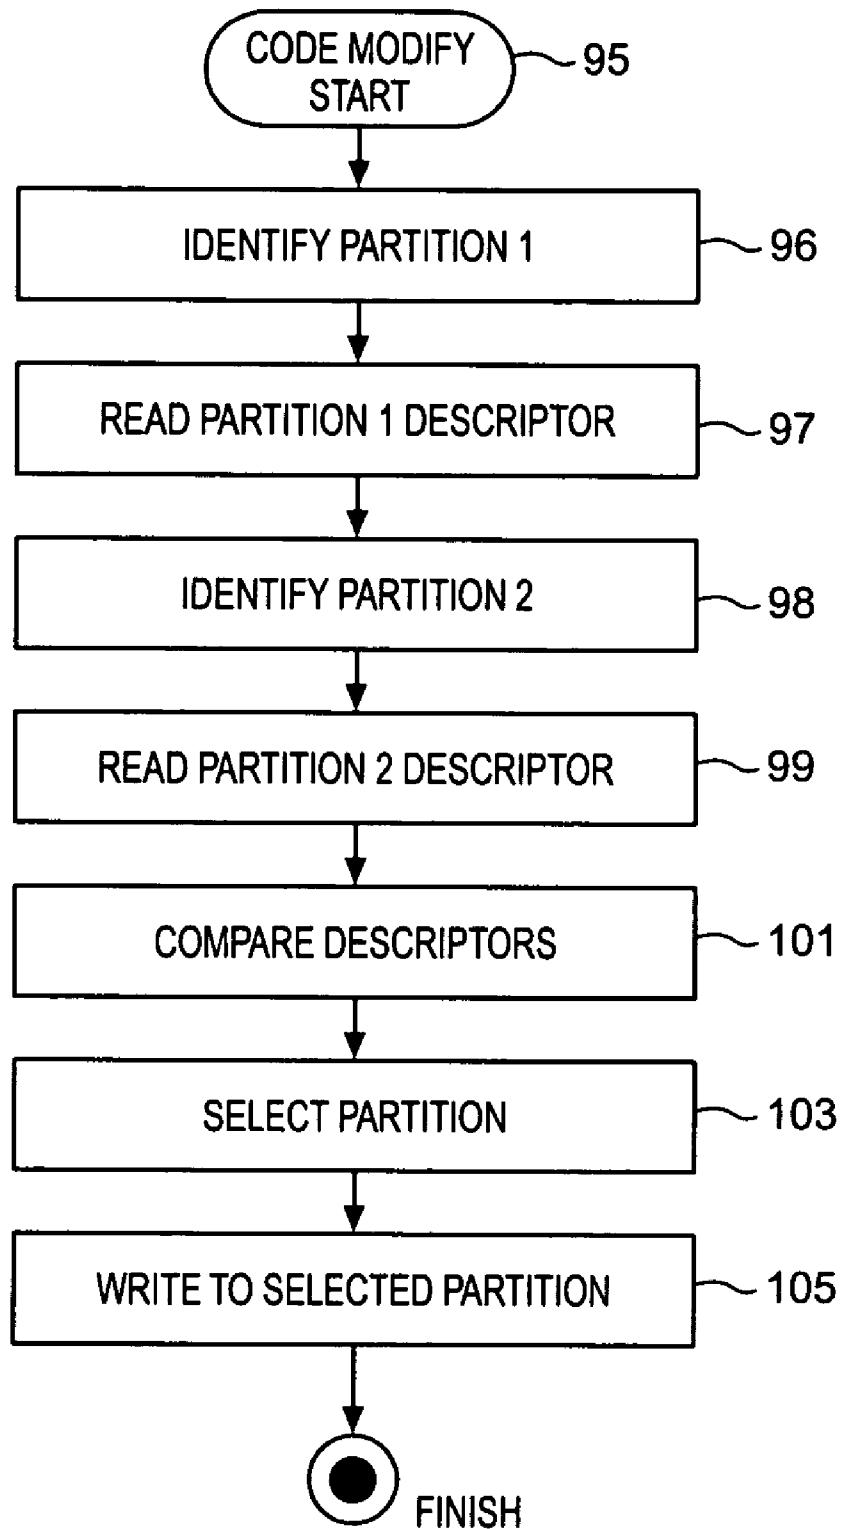 CODE MODIFY
START
95
IDENTIFY PARTITION 1
96
READ PARTITION 1 DESCRIPTOR
97
IDENTIFY PARTITION 2
98
READ PARTITION 2 DESCRIPTOR
99
COMPARE DESCRIPTORS
101
SELECT PARTITION
103
WRITE TO SELECTED PARTITION
105
FINISH